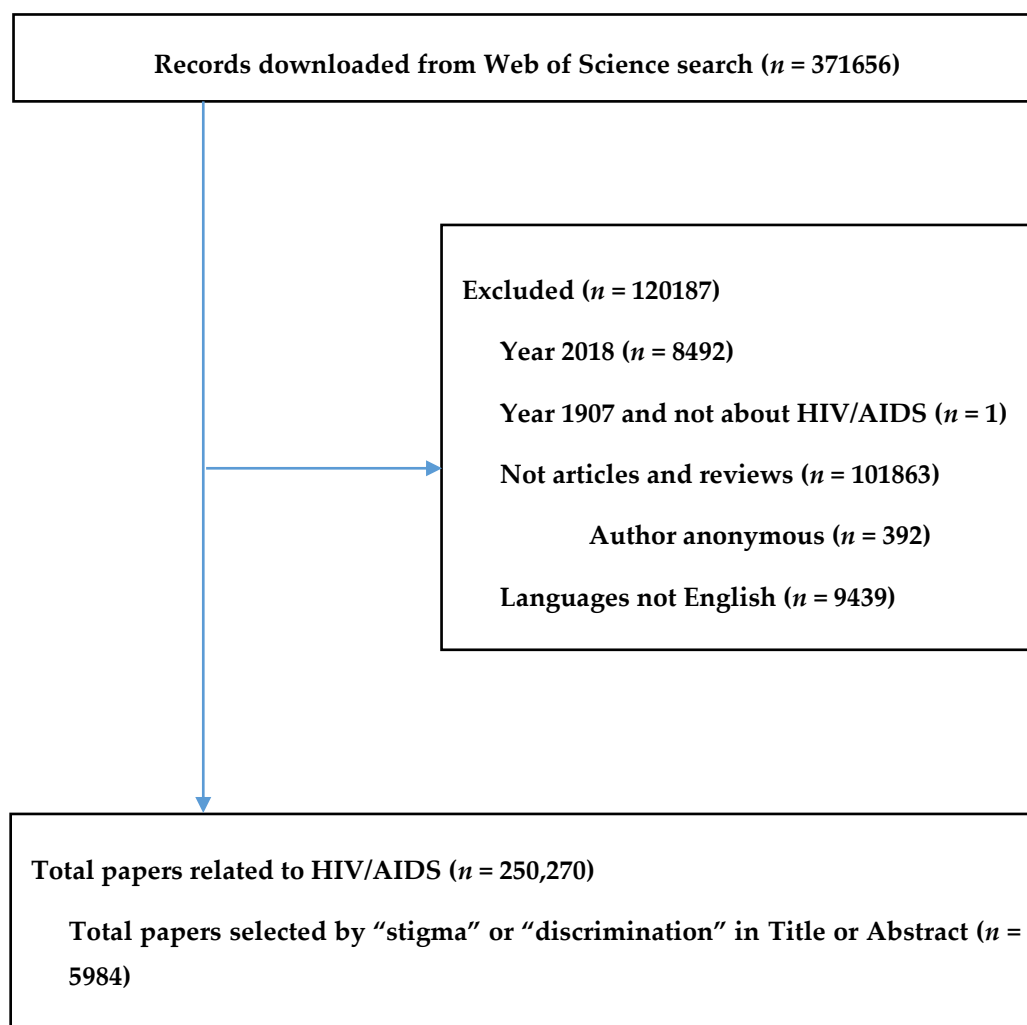 Records downloaded from Web of Science search (n = 371656)
Excluded (n = 120187)
Year 2018 (n = 8492)
Year 1907 and not about HIV/AIDS (n = 1)
Not articles and reviews (n = 101863)
Author anonymous (n = 392)
Languages not English (n = 9439)
Total papers related to HIV/AIDS (n = 250,270)
Total papers selected by “stigma” or “discrimination” in Title or Abstract (n =
5984)